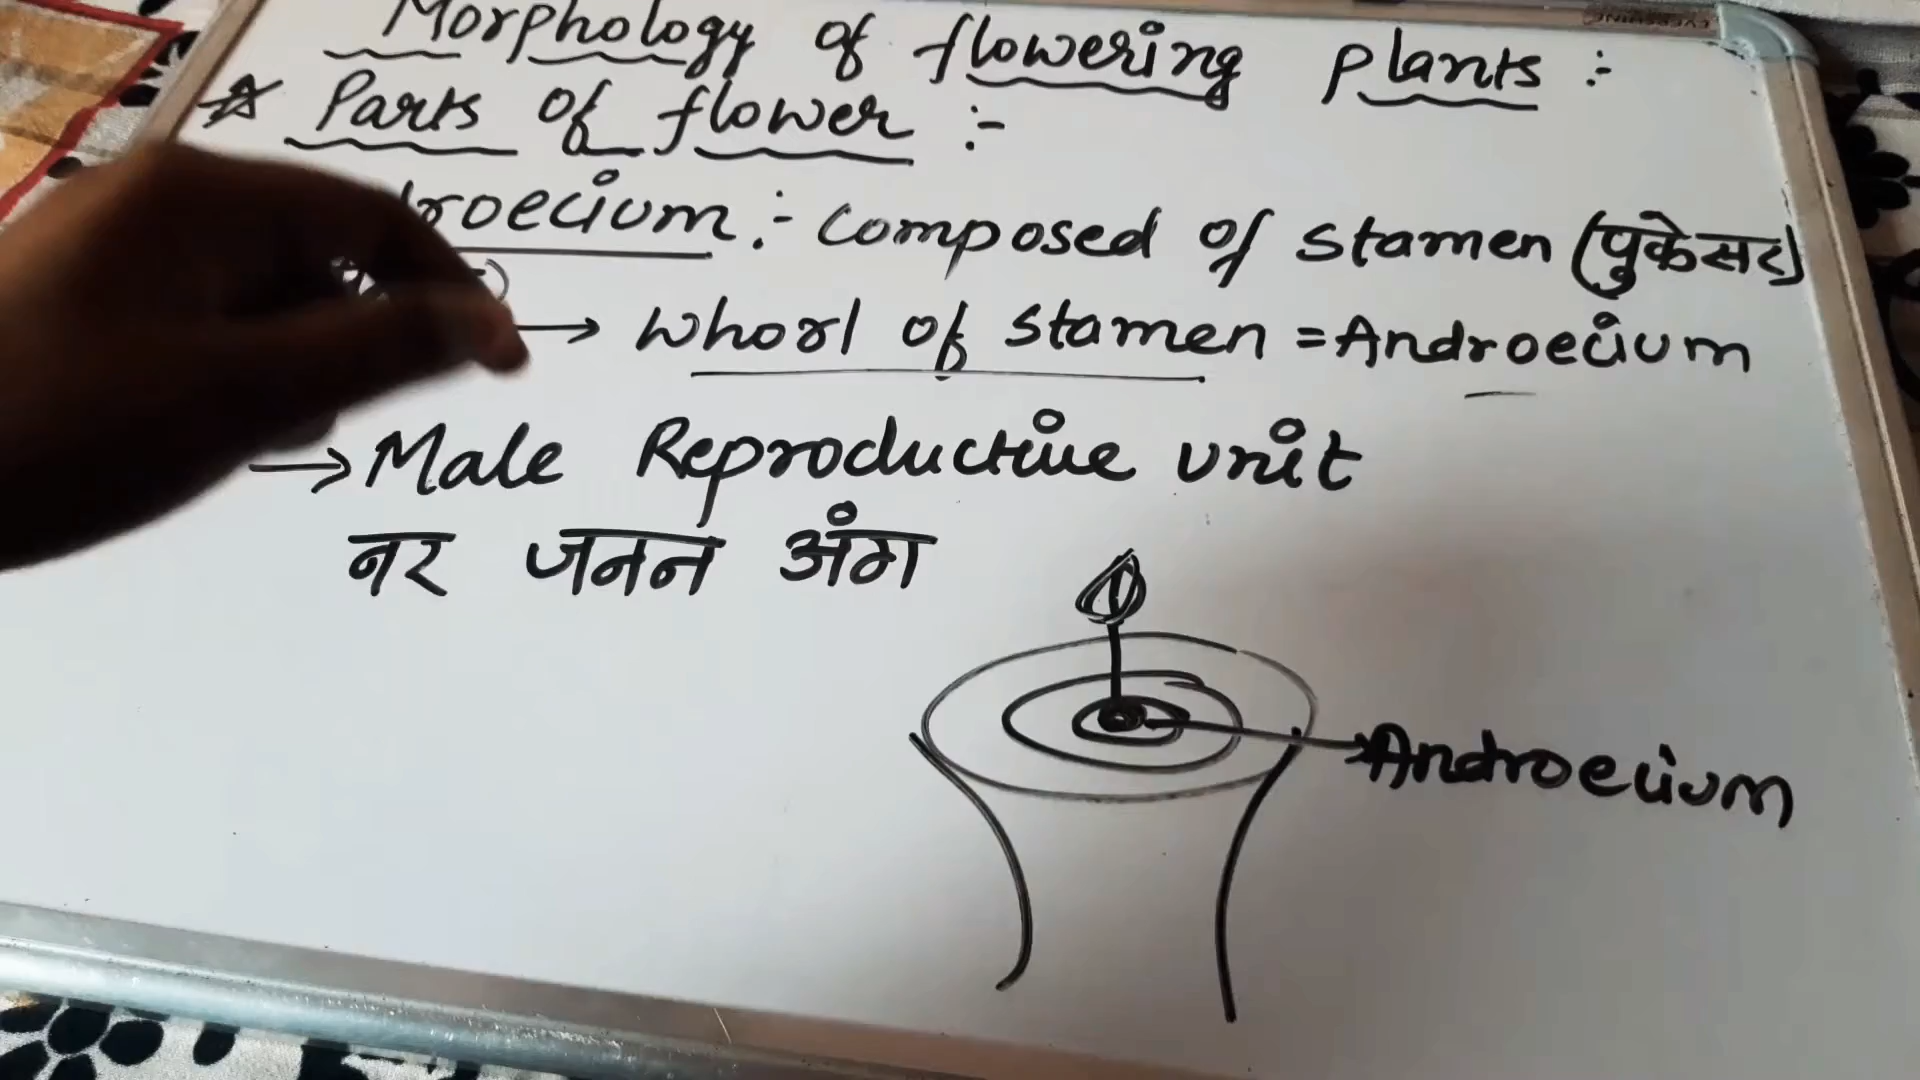 Morphology of flowering plants :-
☆ Parts of flower :-
roecium :- Composed of stamen (पुकेसर)
→ Whorl of stamen = Androecium
→ Male Reproductive unit
नर जनन अंग
Androecium